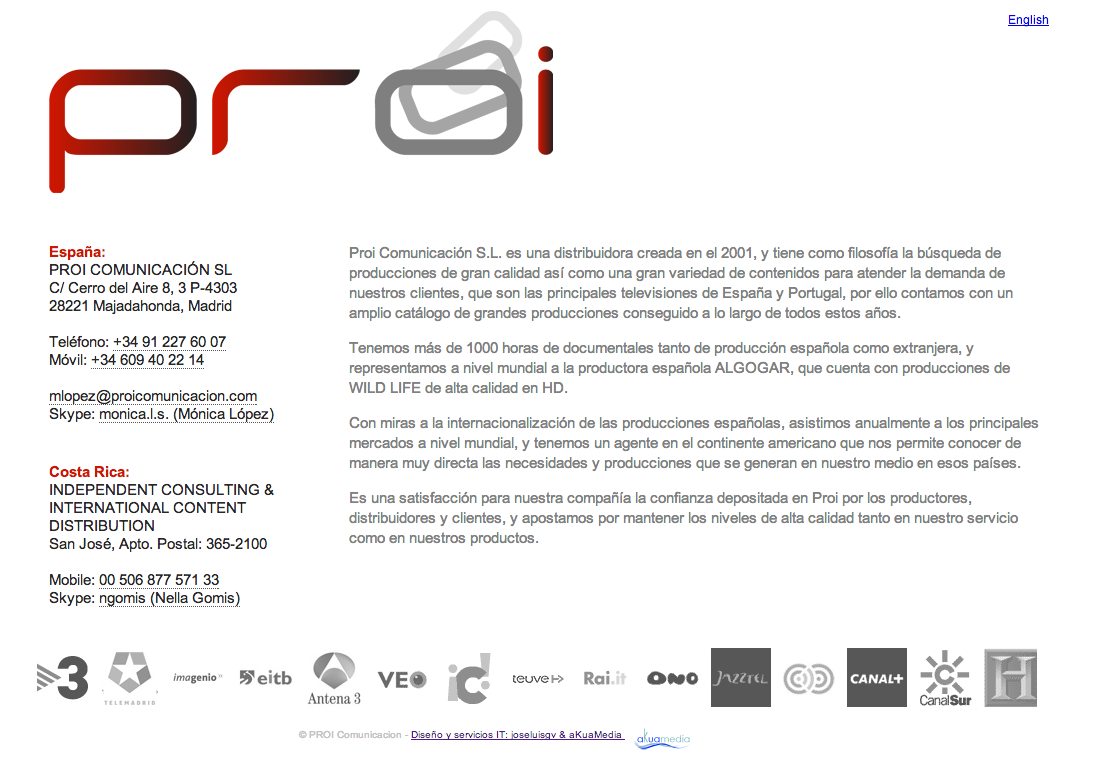 English
proi
España:
PROI COMUNICACIÓN SL
C/ Cerro del Aire 8, 3 P-4303
28221 Majadahonda, Madrid
Teléfono: +34 91 227 60 07
Móvil: +34 609 40 22 14
mlopez@proicomunicacion.com
Skype: monica.l.s. (Mónica López)
Costa Rica:
INDEPENDENT CONSULTING &
INTERNATIONAL CONTENT
DISTRIBUTION
San José, Apto. Postal: 365-2100
Mobile: 00 506 877 571 33
Skype: ngomis (Nella Gomis)
Proi Comunicación S.L. es una distribuidora creada en el 2001, y tiene como filosofía la búsqueda de
producciones de gran calidad así como una gran variedad de contenidos para atender la demanda de
nuestros clientes, que son las principales televisiones de España y Portugal, por ello contamos con un
amplio catálogo de grandes producciones conseguido a lo largo de todos estos años.
Tenemos más de 1000 horas de documentales tanto de producción española como extranjera, y
representamos a nivel mundial a la productora española ALGOGAR, que cuenta con producciones de
WILD LIFE de alta calidad en HD.
Con miras a la internacionalización de las producciones españolas, asistimos anualmente a los principales
mercados a nivel mundial, y tenemos un agente en el continente americano que nos permite conocer de
manera muy directa las necesidades y producciones que se generan en nuestro medio en esos países.
Es una satisfacción para nuestra compañía la confianza depositada en Proi por los productores,
distribuidores y clientes, y apostamos por mantener los niveles de alta calidad tanto en nuestro servicio
como en nuestros productos.
3
TELEMADRID
imagenio
eitb
Antena 3
VEO
teuve
Rai.it
ONO
Jazztel
CANAL+
CanalSur
H
© PROI Comunicacion - Diseño y servicios IT: joseluisgv & aKuaMedia
akuamedia